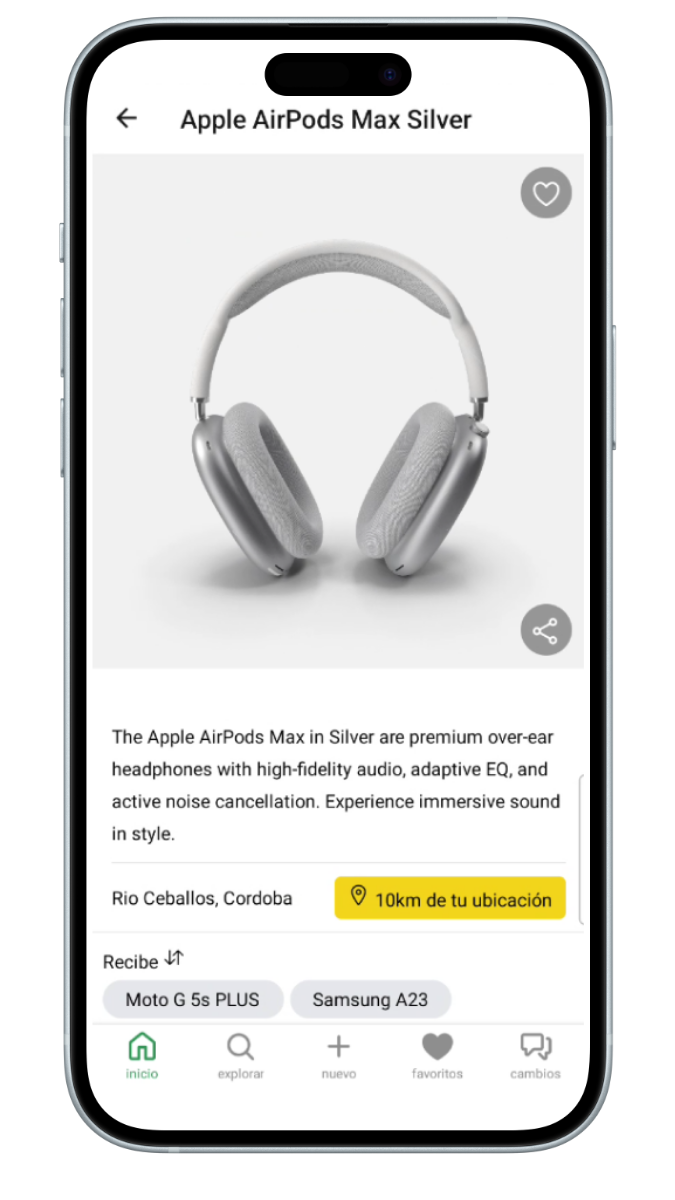 Apple AirPods Max Silver
The Apple AirPods Max in Silver are premium over-ear
headphones with high-fidelity audio, adaptive EQ, and
active noise cancellation. Experience immersive sound
in style.
Rio Ceballos, Cordoba
10km de tu ubicación
Recibe
Moto G 5s PLUS
Samsung A23
inicio
explorar
nuevo
favoritos
cambios